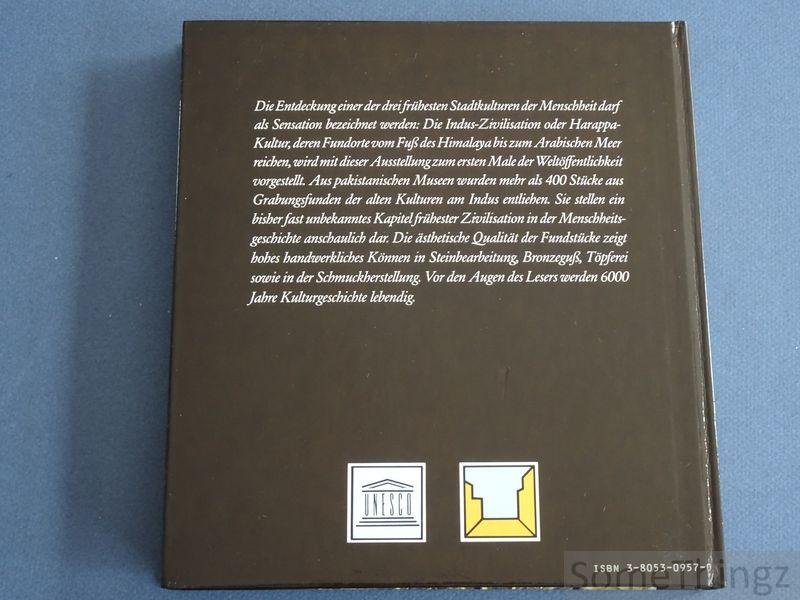 Die Entdeckung einer der drei frühesten Stadtkulturen der Menschheit darf
als Sensation bezeichnet werden: Die Indus-Zivilisation oder Harappa-
Kultur, deren Fundorte vom Fuß des Himalaya bis zum Arabischen Meer
reichen, wird mit dieser Ausstellung zum ersten Male der Weltöffentlichkeit
vorgestellt. Aus pakistanischen Museen wurden mehr als 400 Stücke aus
Grabungsfunden der alten Kulturen am Indus entliehen. Sie stellen ein
bisher fast unbekanntes Kapitel frühester Zivilisation in der Menschheits-
geschichte anschaulich dar. Die ästhetische Qualität der Fundstücke zeigt
hohes handwerkliches Können in Steinbearbeitung, Bronzeguß, Töpferei
sowie in der Schmuckherstellung. Vor den Augen des Lesers werden 6000
Jahre Kulturgeschichte lebendig.
UNESCO
ISBN 3-8053-0957-0
SomeThingz